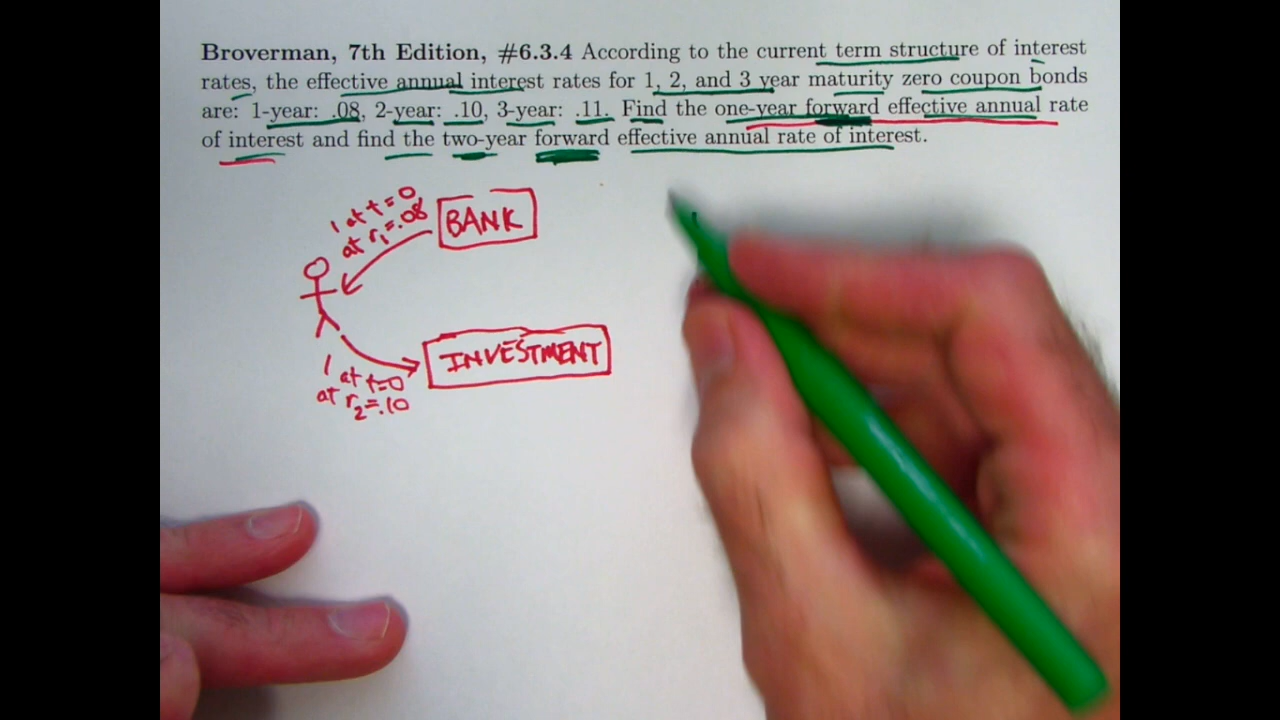 Broverman, 7th Edition, #6.3.4 According to the current term structure of interest
rates, the effective annual interest rates for 1, 2, and 3 year maturity zero coupon bonds
are: 1-year: .08, 2-year: .10, 3-year: .11. Find the one-year forward effective annual rate
of interest and find the two-year forward effective annual rate of interest.
1 at t=0
at r₁=.08
BANK
INVESTMENT
1 at t=0
at r₂=.10